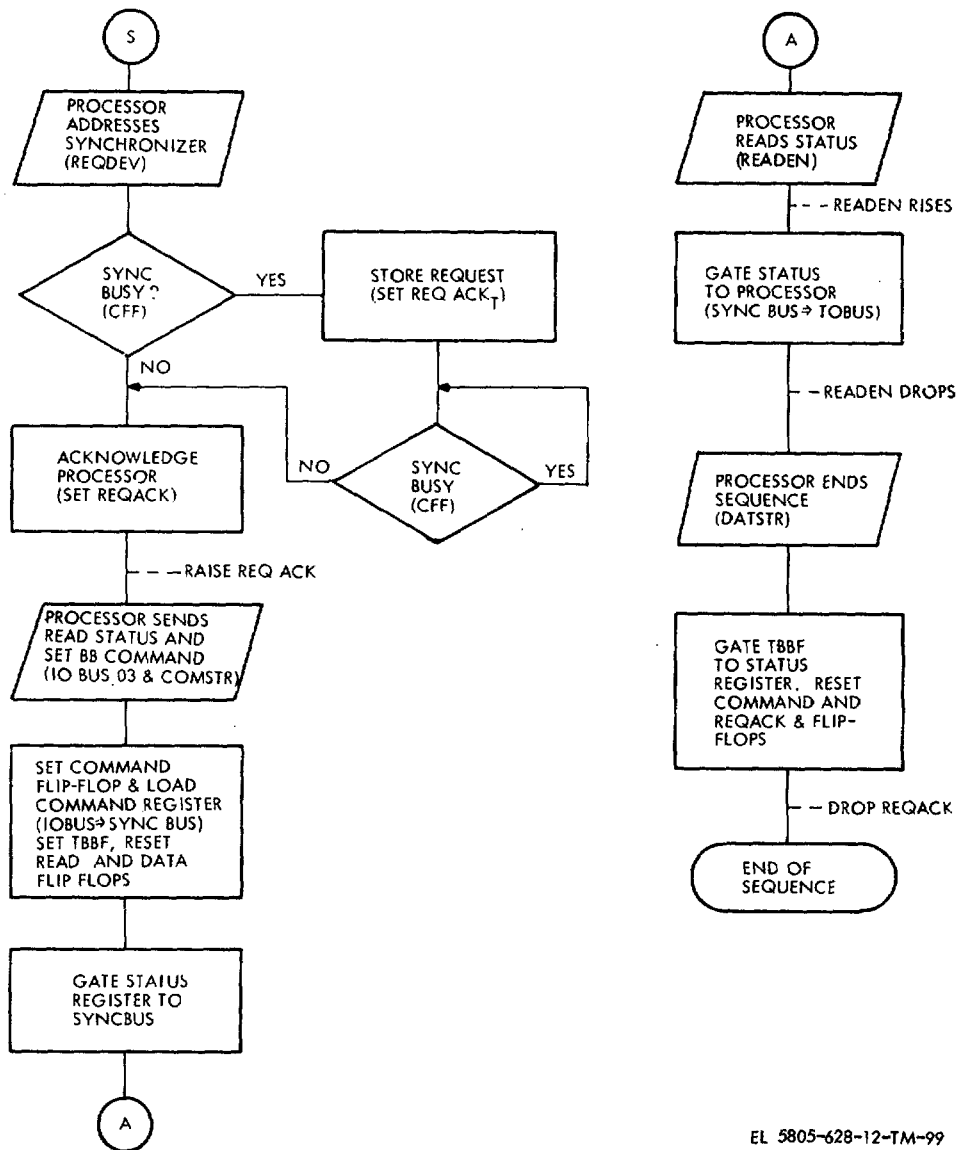 S
PROCESSOR
ADDRESSES
SYNCHRONIZER
(REQDEV)
SYNC
BUSY?
(CFF)
YES
STORE REQUEST
(SET REQ ACK_T)
NO
SYNC
BUSY
(CFF)
NO
YES
ACKNOWLEDGE
PROCESSOR
(SET REQACK)
RAISE REQ ACK
PROCESSOR SENDS
READ STATUS AND
SET BB COMMAND
(IO BUS 03 & COMSTR)
SET COMMAND
FLIP-FLOP & LOAD
COMMAND REGISTER
(IOBUS⇒SYNC BUS)
SET TBBF, RESET
READ AND DATA
FLIP FLOPS
GATE STATUS
REGISTER TO
SYNCBUS
A
A
PROCESSOR
READS STATUS
(READEN)
READEN RISES
GATE STATUS
TO PROCESSOR
(SYNC BUS⇒TOBUS)
READEN DROPS
PROCESSOR ENDS
SEQUENCE
(DATSTR)
GATE TBBF
TO STATUS
REGISTER. RESET
COMMAND AND
REQACK & FLIP-
FLOPS
DROP REQACK
END OF
SEQUENCE
EL 5805-628-12-TM-99